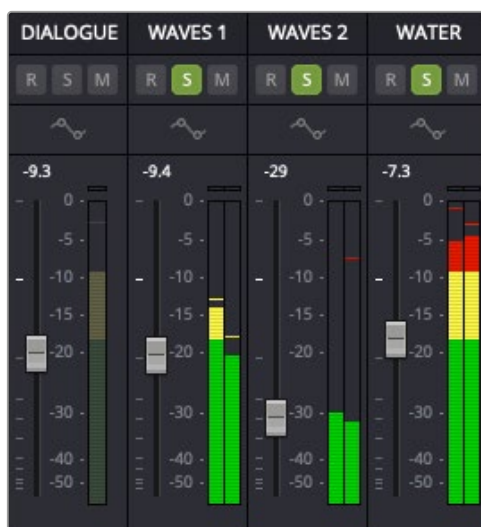 DIALOGUE WAVES 1 WAVES 2 WATER
R S M R S M R S M R S M
-9.3 -9.4 -29 -7.3
0 - 0 - 0 - 0 -
-5 - -5 - -5 - -5 -
-10 - -10 - -10 - -10 -
-15 - -15 - -15 - -15 -
-20 - -20 - -20 - -20 -
-30 - -30 - -30 - -30 -
-40 - -40 - -40 - -40 -
-50 - -50 - -50 - -50 -